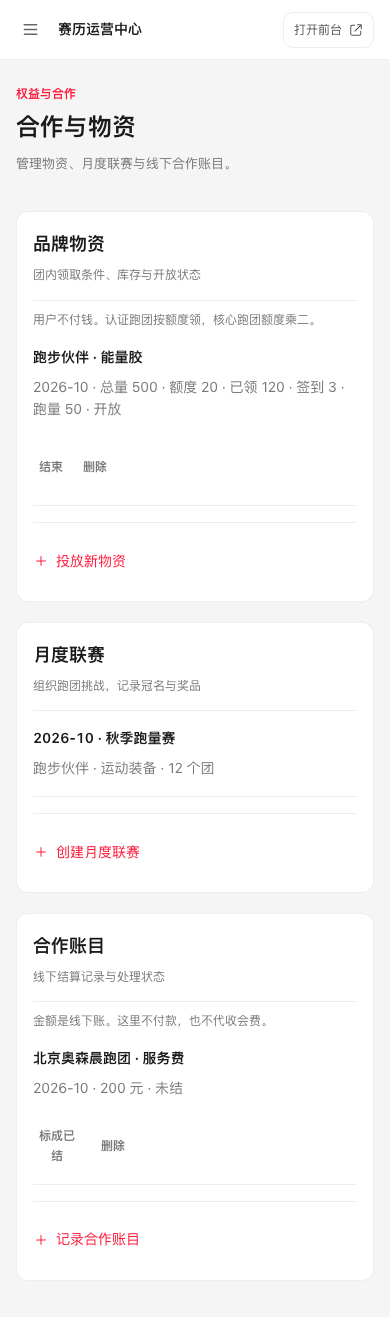 赛历运营中心
打开前台
权益与合作
合作与物资
管理物资、月度联赛与线下合作账目。
品牌物资
团内领取条件、库存与开放状态
用户不付钱。认证跑团按额度领，核心跑团额度乘二。
跑步伙伴 · 能量胶
2026-10 · 总量 500 · 额度 20 · 已领 120 · 签到 3 ·
跑量 50 · 开放
结束 删除
+ 投放新物资
月度联赛
组织跑团挑战，记录冠名与奖品
2026-10 · 秋季跑量赛
跑步伙伴 · 运动装备 · 12 个团
+ 创建月度联赛
合作账目
线下结算记录与处理状态
金额是线下账。这里不付款，也不代收会费。
北京奥森晨跑团 · 服务费
2026-10 · 200 元 · 未结
标成已
结
删除
+ 记录合作账目